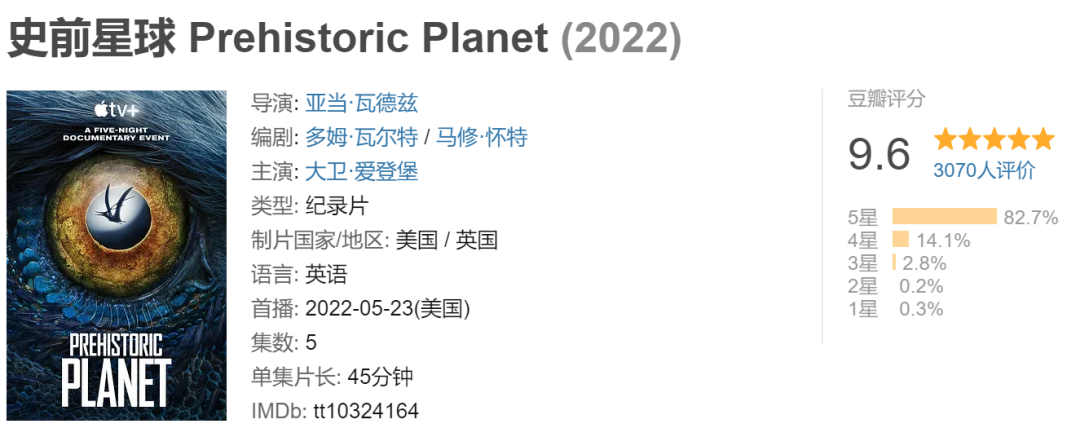 史前星球 Prehistoric Planet (2022)
tv+
A FIVE-NIGHT
DOCUMENTARY EVENT
PREHISTORIC
PLANET
导演: 亚当·瓦德兹
编剧: 多姆·瓦尔特 / 马修·怀特
主演: 大卫·爱登堡
类型: 纪录片
制片国家/地区: 美国 / 英国
语言: 英语
首播: 2022-05-23(美国)
集数: 5
单集片长: 45分钟
IMDb: tt10324164
豆瓣评分
9.6
3070人评价
5星 82.7%
4星 14.1%
3星 2.8%
2星 0.2%
1星 0.3%